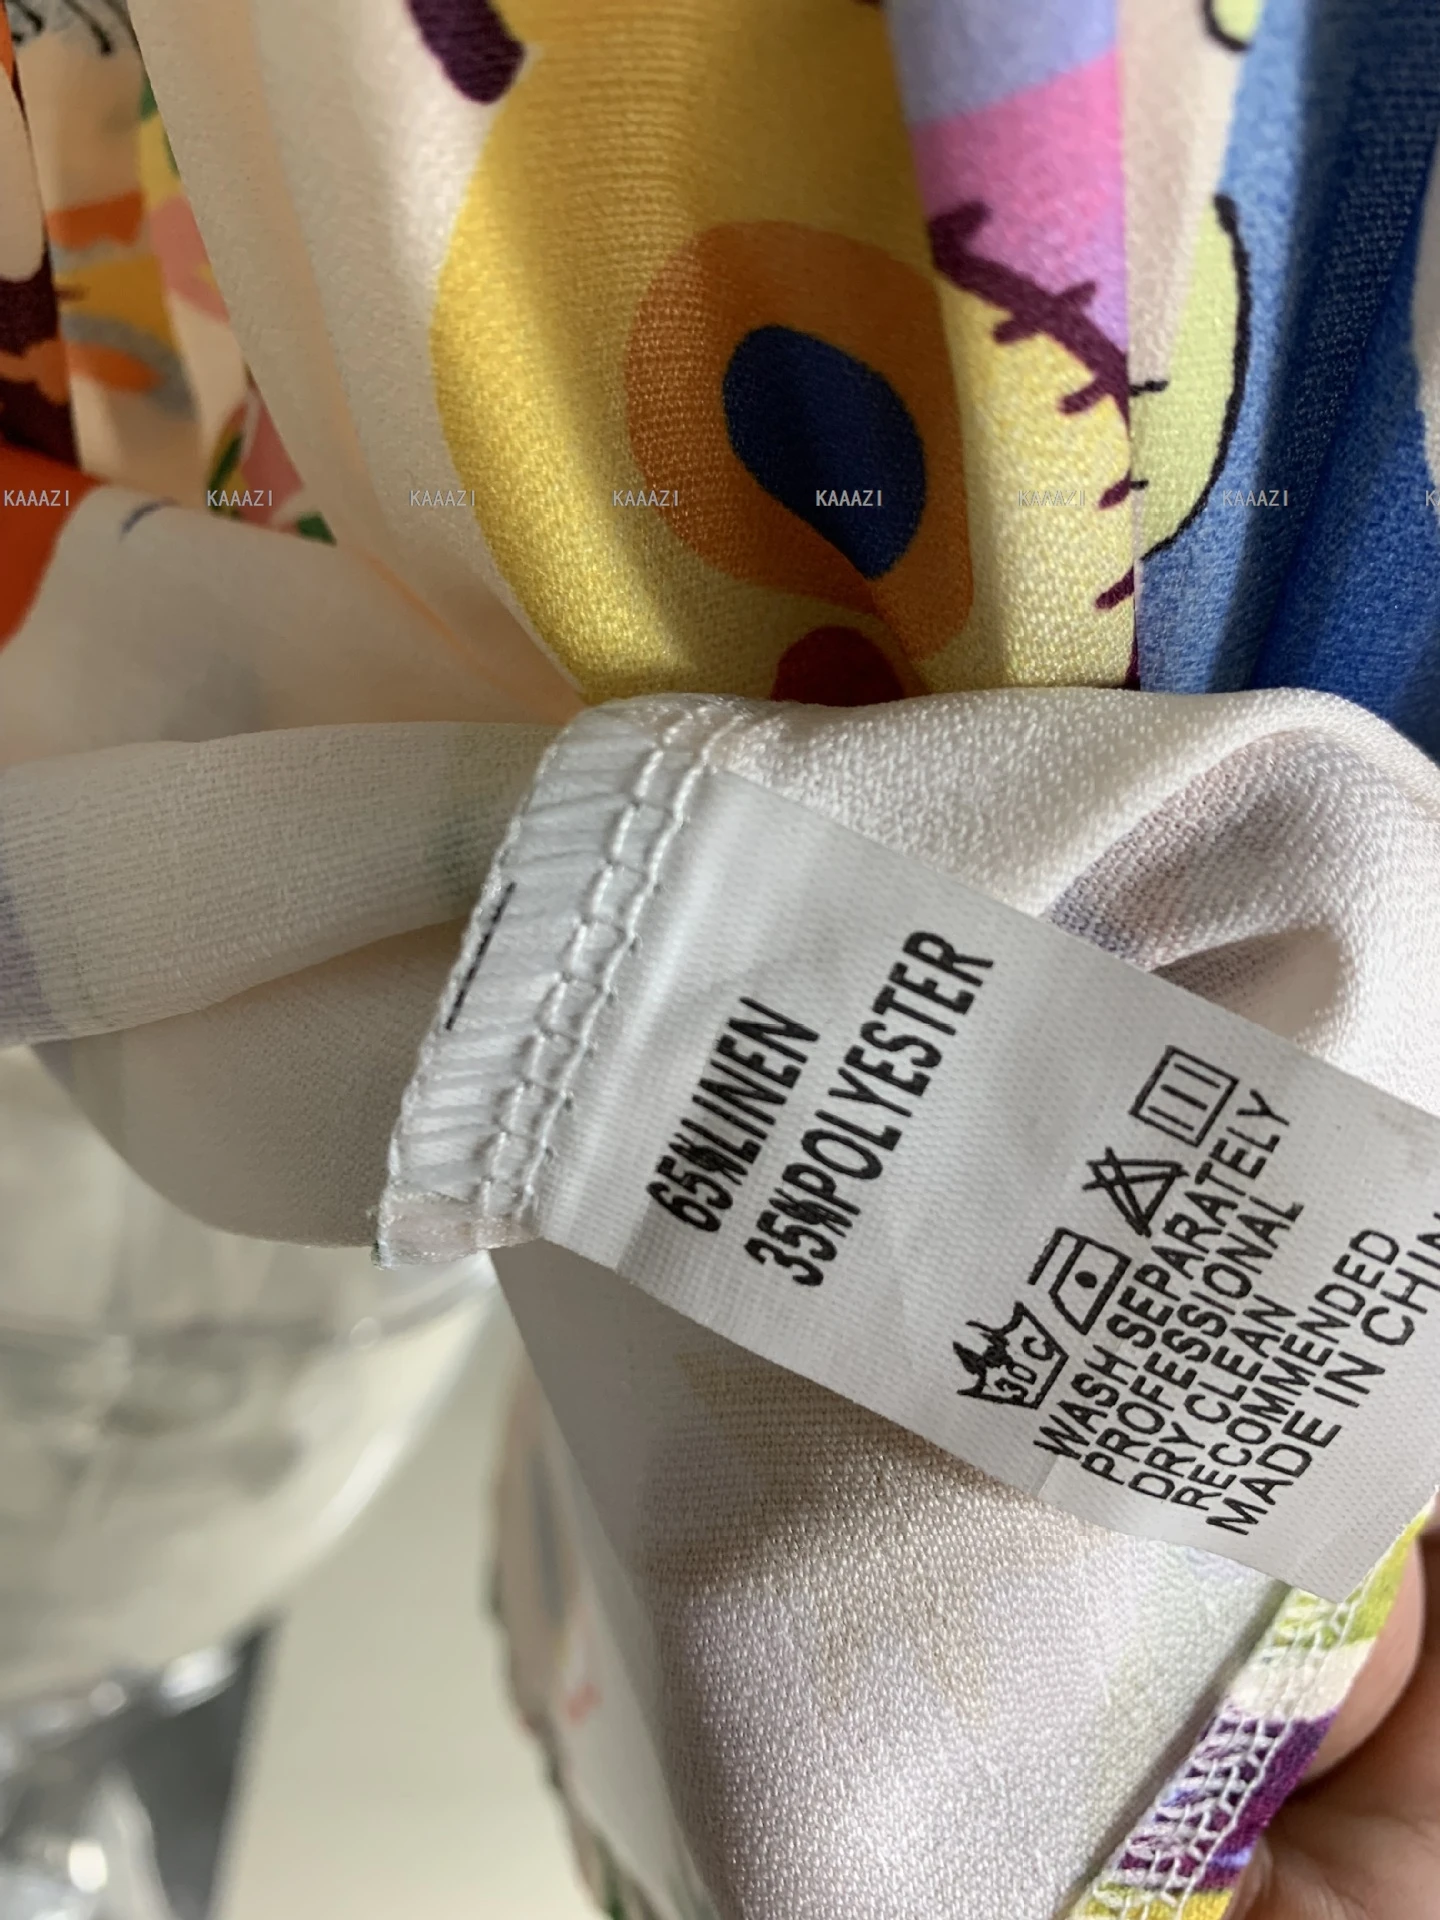 KAAAZI KAAAZI KAAAZI KAAAZI KAAAZI KAAAZI KAAAZI
65%LINEN
35%POLYESTER
30 C
WASH SEPARATELY
PROFESSIONAL
DRY CLEAN
RECOMMENDED
MADE IN CHIN